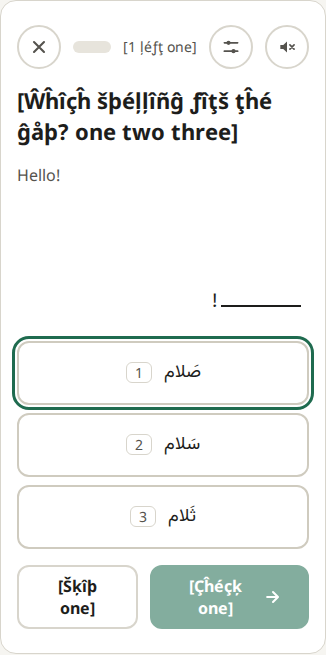 [1 ļéƒţ one]
[Ŵĥîçĥ šþéļļîñĝ ƒîţš ţĥé
ĝåþ? one two three]
Hello!
______!
1 صَلام
2 سَلام
3 ثَلام
[Šķîþ
one]
[Çĥéçķ
one]